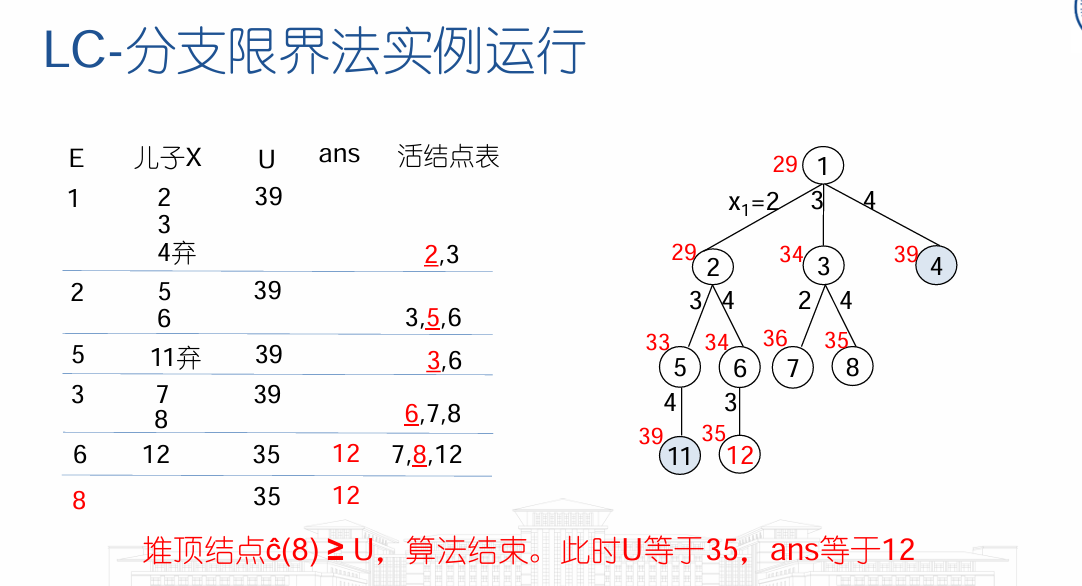 LC-分支限界法实例运行
E 儿子X U ans 活结点表
1 2 39
3
4弃 2,3
2 5 39
6 3,5,6
5 11弃 39 3,6
3 7 39
8 6,7,8
6 12 35 12 7,8,12
8 35 12
29 1
x1=2 3 4
29 2 34 3 39 4
3 4 2 4
33 5 34 6 36 7 35 8
4 3
39 11 35 12
堆顶结点ĉ(8) ≥ U，算法结束。此时U等于35，ans等于12